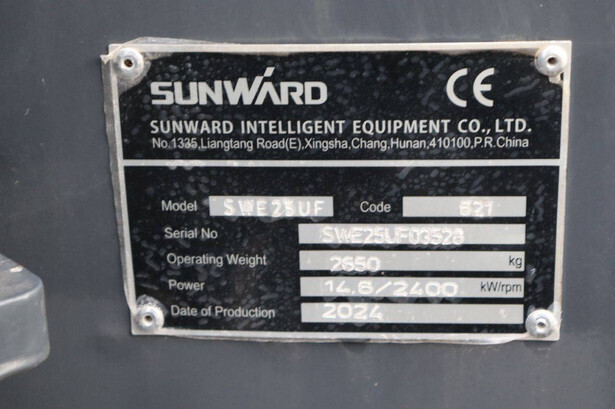 SUNWARD CE
SUNWARD INTELLIGENT EQUIPMENT CO., LTD.
No.1335,Liangtang Road(E),Xingsha,Chang,Hunan,410100,P.R.China
Model SWE25UF Code 621
Serial No SWE25UF03528
Operating Weight 2650 kg
Power 14.6/2400 kW/rpm
Date of Production 2024